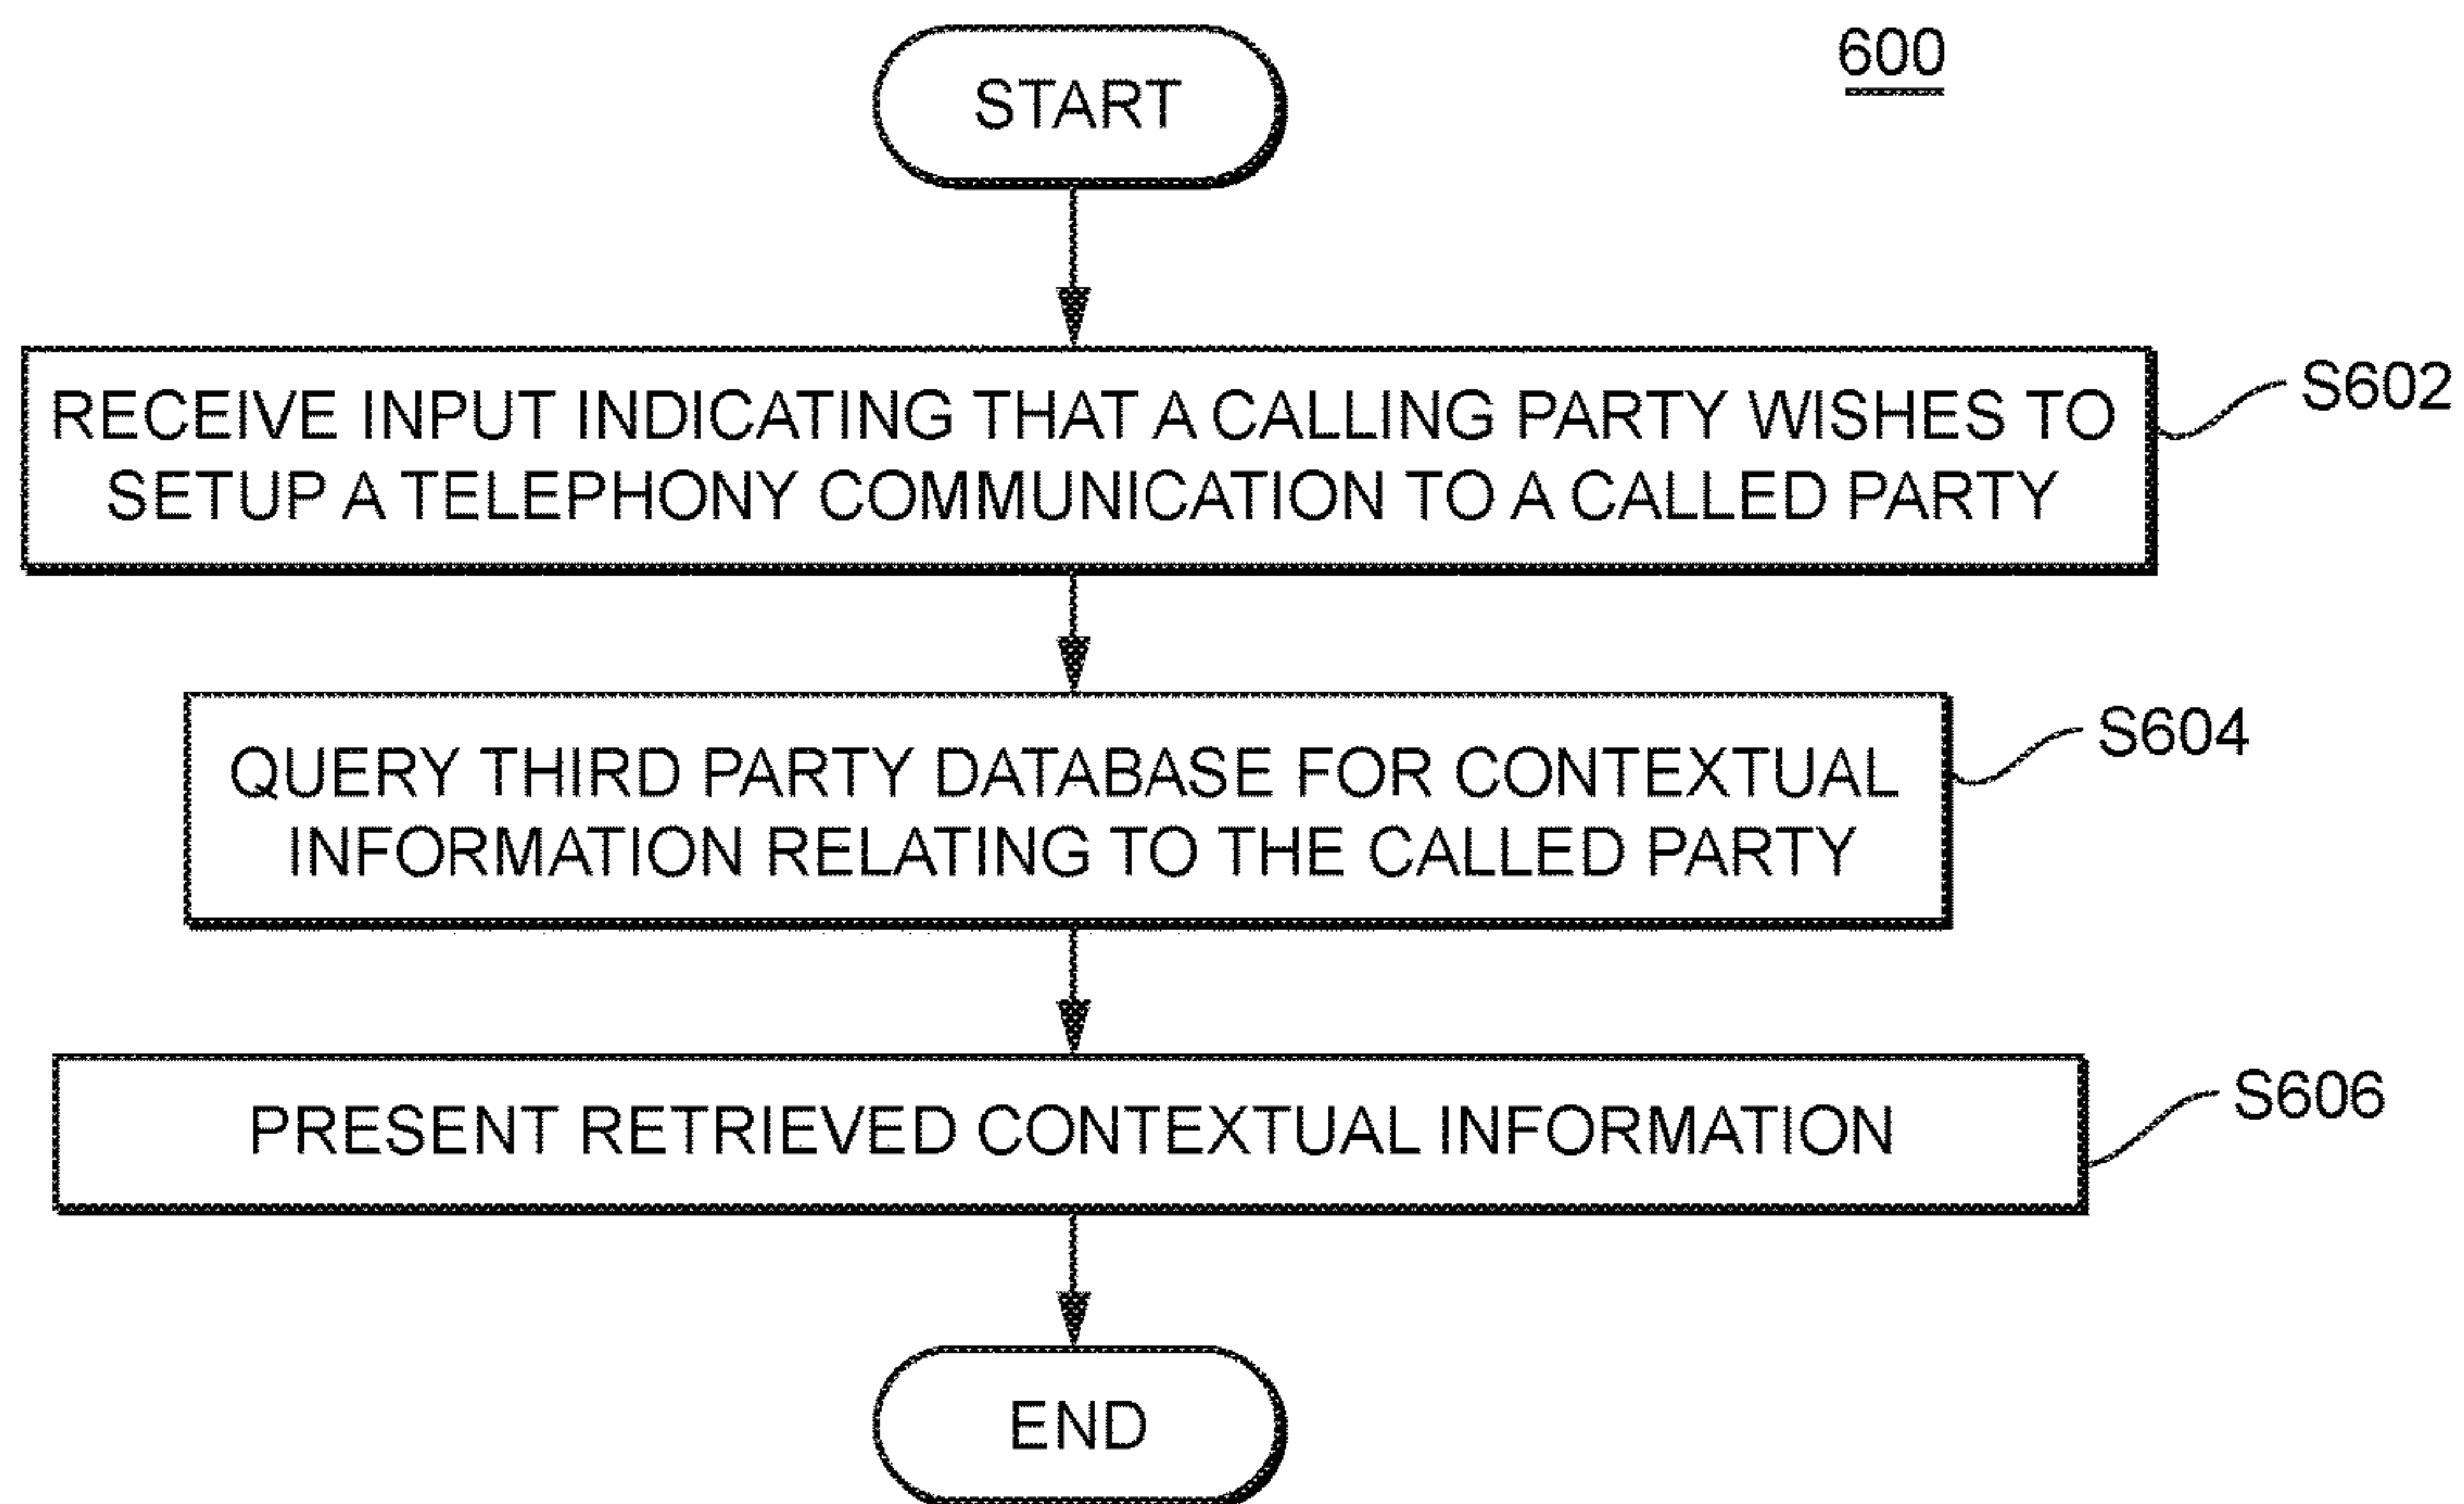 600
START
RECEIVE INPUT INDICATING THAT A CALLING PARTY WISHES TO
SETUP A TELEPHONY COMMUNICATION TO A CALLED PARTY
S602
QUERY THIRD PARTY DATABASE FOR CONTEXTUAL
INFORMATION RELATING TO THE CALLED PARTY
S604
PRESENT RETRIEVED CONTEXTUAL INFORMATION
S606
END